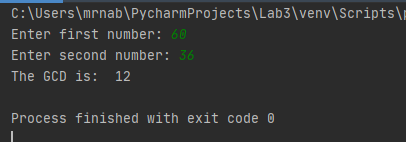 C:\Users\mrnab\PycharmProjects\Lab3\venv\Scripts\
Enter first number: 60
Enter second number: 36
The GCD is:  12
Process finished with exit code 0